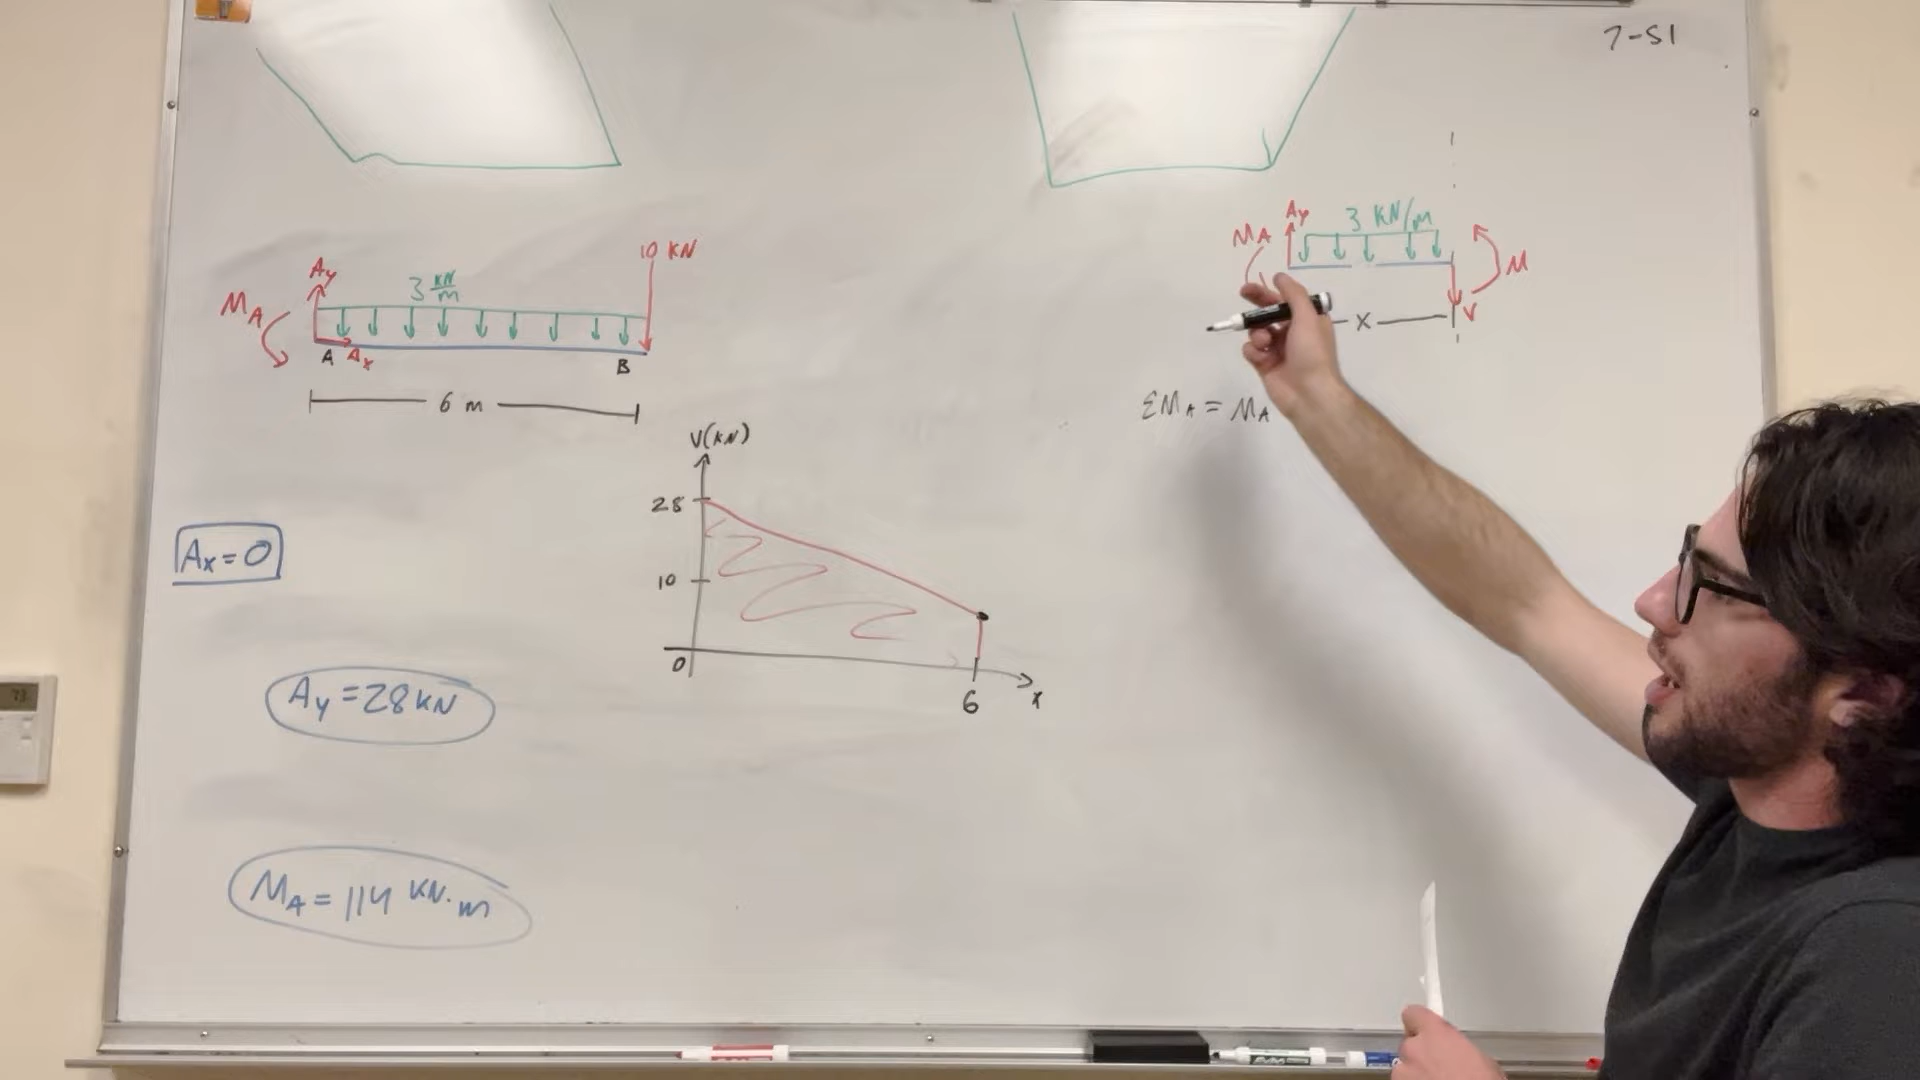 7-51
10 KN
Ay
3 KN/m
MA
A Ax
B
6 m
Ay
3 KN/m
MA
M
V
x
ΣMA = MA
V(KN)
28
10
0
6
x
Ax = 0
Ay = 28 KN
MA = 114 KN·m